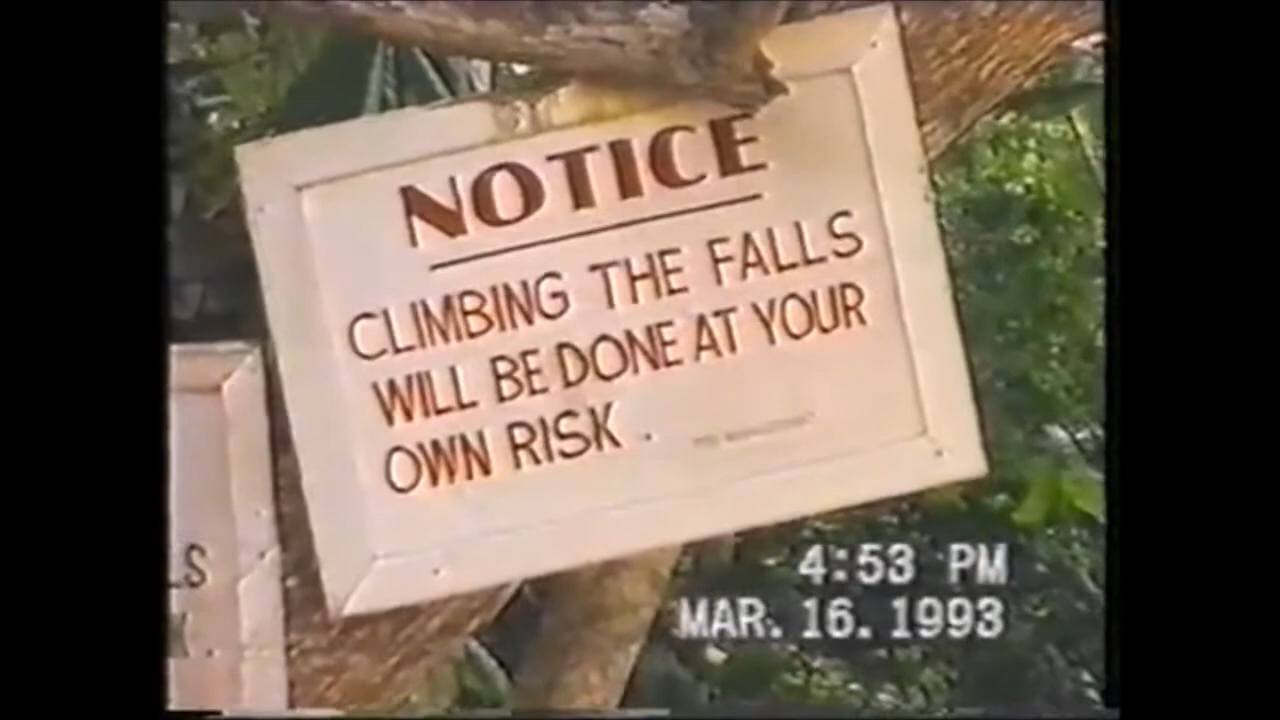 NOTICE
CLIMBING THE FALLS
WILL BE DONE AT YOUR
OWN RISK.
LS
4:53 PM
MAR. 16. 1993